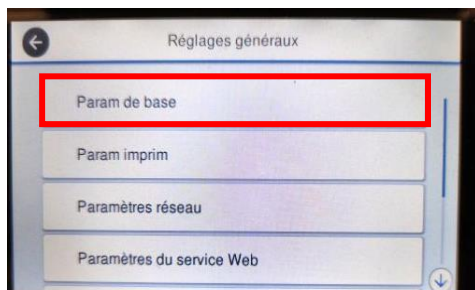 Réglages généraux
Param de base
Param imprim
Paramètres réseau
Paramètres du service Web